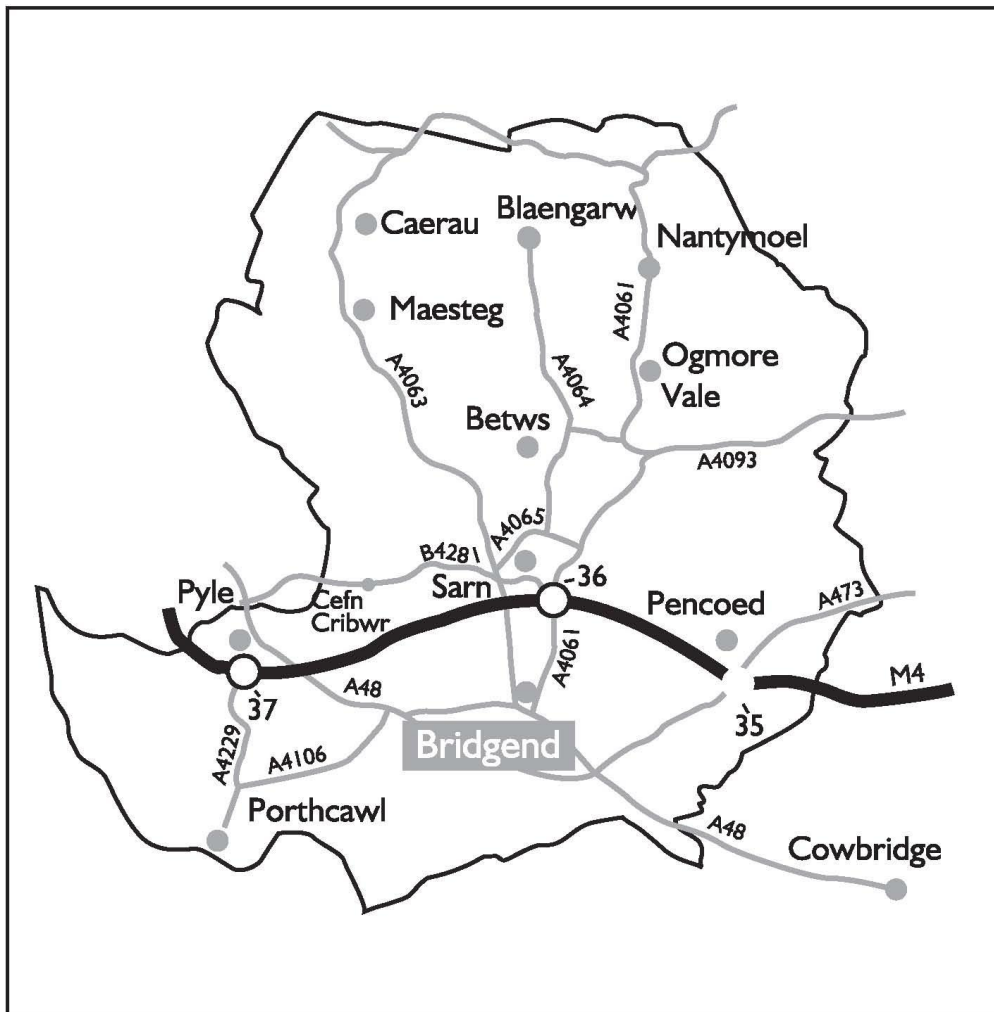 Blaengarw
Caerau
Nantymoel
Maesteg
A4061
Ogmore
Vale
A4063
A4064
Betws
A4093
A4065
B4281
Pyle
Sarn
-36
Cefn
Cribwr
Pencoed
A473
A4061
M4
A48
37
35
Bridgend
A4229
A4106
Porthcawl
A48
Cowbridge